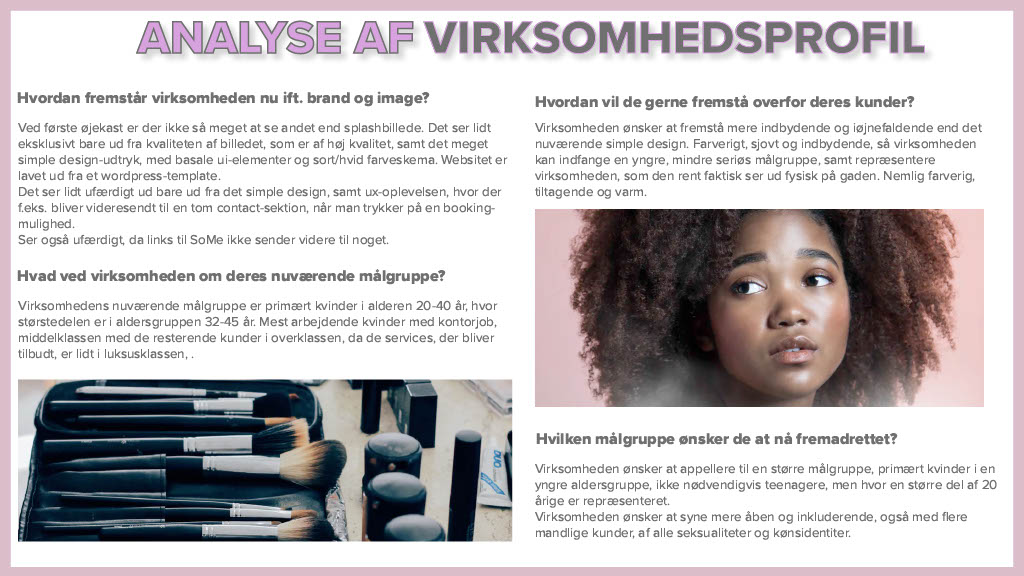 ANALYSE AF VIRKSOMHEDSPROFIL
Hvordan fremstår virksomheden nu ift. brand og image?
Ved første øjekast er der ikke så meget at se andet end splashbillede. Det ser lidt
eksklusivt bare ud fra kvaliteten af billedet, som er af høj kvalitet, samt det meget
simple design-udtryk, med basale ui-elementer og sort/hvid farveskema. Websitet er
lavet ud fra et wordpress-template.
Det ser lidt ufærdigt ud bare ud fra det simple design, samt ux-oplevelsen, hvor der
f.eks. bliver videresendt til en tom contact-sektion, når man trykker på en booking-
mulighed.
Ser også ufærdigt, da links til SoMe ikke sender videre til noget.
Hvad ved virksomheden om deres nuværende målgruppe?
Virksomhedens nuværende målgruppe er primært kvinder i alderen 20-40 år, hvor
størstedelen er i aldersgruppen 32-45 år. Mest arbejdende kvinder med kontorjob,
middelklassen med de resterende kunder i overklassen, da de services, der bliver
tilbudt, er lidt i luksusklassen, .
Hvordan vil de gerne fremstå overfor deres kunder?
Virksomheden ønsker at fremstå mere indbydende og iøjnefaldende end det
nuværende simple design. Farverigt, sjovt og indbydende, så virksomheden
kan indfange en yngre, mindre seriøs målgruppe, samt repræsentere
virksomheden, som den rent faktisk ser ud fysisk på gaden. Nemlig farverig,
tiltagende og varm.
Hvilken målgruppe ønsker de at nå fremadrettet?
Virksomheden ønsker at appellere til en større målgruppe, primært kvinder i en
yngre aldersgruppe, ikke nødvendigvis teenagere, men hvor en større del af 20
årige er repræsenteret.
Virksomheden ønsker at syne mere åben og inkluderende, også med flere
mandlige kunder, af alle seksualiteter og kønsidentiter.